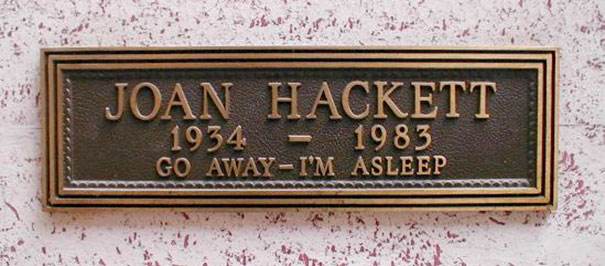 JOAN HACKETT
1934 – 1983
GO AWAY – I'M ASLEEP